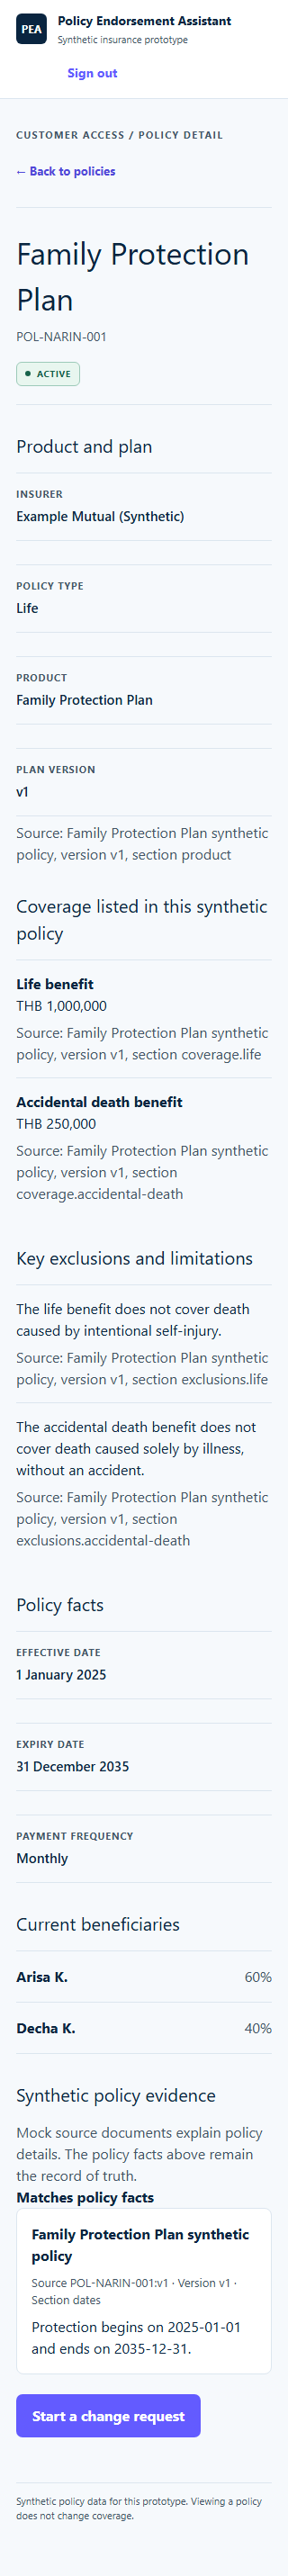 PEA
Policy Endorsement Assistant
Synthetic insurance prototype
Sign out
CUSTOMER ACCESS / POLICY DETAIL
← Back to policies
Family Protection
Plan
POL-NARIN-001
ACTIVE
Product and plan
INSURER
Example Mutual (Synthetic)
POLICY TYPE
Life
PRODUCT
Family Protection Plan
PLAN VERSION
v1
Source: Family Protection Plan synthetic
policy, version v1, section product
Coverage listed in this synthetic
policy
Life benefit
THB 1,000,000
Source: Family Protection Plan synthetic
policy, version v1, section coverage.life
Accidental death benefit
THB 250,000
Source: Family Protection Plan synthetic
policy, version v1, section
coverage.accidental-death
Key exclusions and limitations
The life benefit does not cover death
caused by intentional self-injury.
Source: Family Protection Plan synthetic
policy, version v1, section exclusions.life
The accidental death benefit does not
cover death caused solely by illness,
without an accident.
Source: Family Protection Plan synthetic
policy, version v1, section
exclusions.accidental-death
Policy facts
EFFECTIVE DATE
1 January 2025
EXPIRY DATE
31 December 2035
PAYMENT FREQUENCY
Monthly
Current beneficiaries
Arisa K. 60%
Decha K. 40%
Synthetic policy evidence
Mock source documents explain policy
details. The policy facts above remain
the record of truth.
Matches policy facts
Family Protection Plan synthetic
policy
Source POL-NARIN-001:v1 · Version v1 ·
Section dates
Protection begins on 2025-01-01
and ends on 2035-12-31.
Start a change request
Synthetic policy data for this prototype. Viewing a policy
does not change coverage.